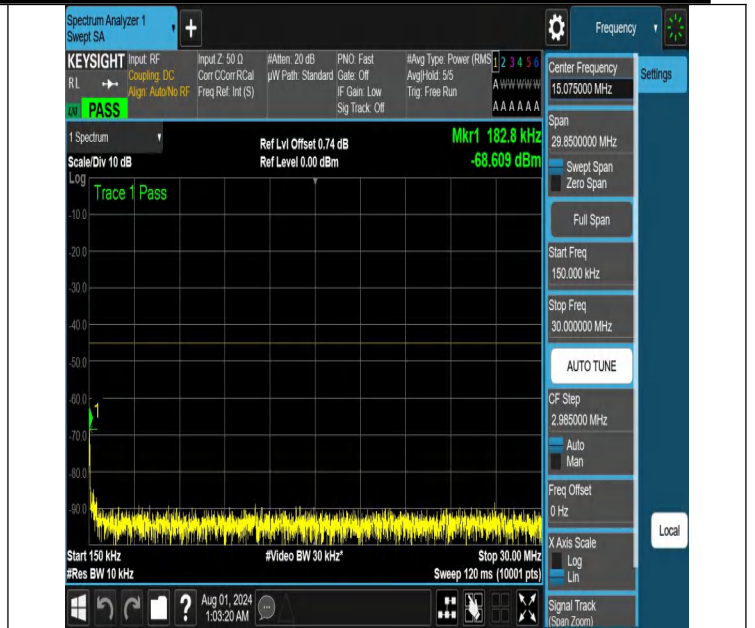 Spectrum Analyzer 1
Swept SA
+
Frequency
KEYSIGHT
RL
PASS
Input: RF
Coupling: DC
Align: Auto/No RF
Input Z: 50 Ω
Corr CCorr RCal
Freq Ref: Int (S)
#Atten: 20 dB
µW Path: Standard
PNO: Fast
Gate: Off
IF Gain: Low
Sig Track: Off
#Avg Type: Power (RMS
Avg|Hold: 5/5
Trig: Free Run
1 2 3 4 5 6
A W W W W W
A A A A A A
1 Spectrum
Scale/Div 10 dB
Ref Lvl Offset 0.74 dB
Ref Level 0.00 dBm
Mkr1 182.8 kHz
-68.609 dBm
Log
Trace 1 Pass
-10.0
-20.0
-30.0
-40.0
-50.0
-60.0
1
-70.0
-80.0
-90.0
Start 150 kHz
#Res BW 10 kHz
#Video BW 30 kHz*
Stop 30.00 MHz
Sweep 120 ms (10001 pts)
Aug 01, 2024
1:03:20 AM
?
Center Frequency
15.075000 MHz
Settings
Span
29.8500000 MHz
Swept Span
Zero Span
Full Span
Start Freq
150.000 kHz
Stop Freq
30.000000 MHz
AUTO TUNE
CF Step
2.985000 MHz
Auto
Man
Freq Offset
0 Hz
Local
X Axis Scale
Log
Lin
Signal Track
(Span Zoom)